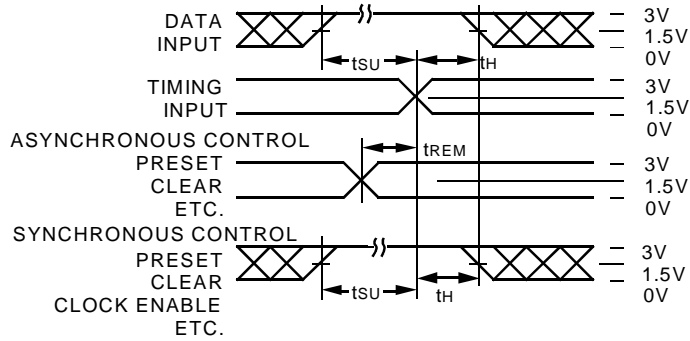 DATA
INPUT
tSU
tH
3V
1.5V
0V
TIMING
INPUT
3V
1.5V
0V
ASYNCHRONOUS CONTROL
PRESET
CLEAR
ETC.
tREM
3V
1.5V
0V
SYNCHRONOUS CONTROL
PRESET
CLEAR
CLOCK ENABLE
ETC.
tSU
tH
3V
1.5V
0V